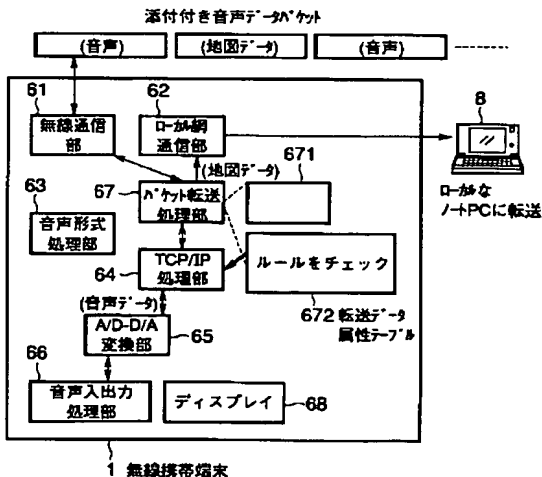 添付付き音声データパケット
(音声) (地図データ) (音声)
61
無線通信
部
62
ローカル網
通信部
8
ローカルな
ノートPCに転送
(地図データ)
671
67
パケット転送
処理部
63
音声形式
処理部
64
TCP/IP
処理部
ルールをチェック
672 転送データ
属性テーブル
(音声データ)
A/D-D/A
変換部
65
66
音声入出力
処理部
ディスプレイ
68
1 無線携帯端末